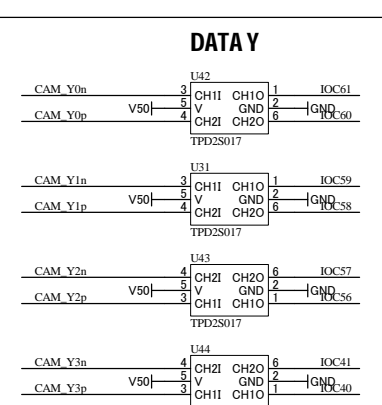 DATA Y
U42
CAM_Y0n 3 CH1I CH1O 1 IOC61
V50 5 V GND 2 GND
CAM_Y0p 4 CH2I CH2O 6 IOC60
TPD2S017
U31
CAM_Y1n 3 CH1I CH1O 1 IOC59
V50 5 V GND 2 GND
CAM_Y1p 4 CH2I CH2O 6 IOC58
TPD2S017
U43
CAM_Y2n 4 CH2I CH2O 6 IOC57
V50 5 V GND 2 GND
CAM_Y2p 3 CH1I CH1O 1 IOC56
TPD2S017
U44
CAM_Y3n 4 CH2I CH2O 6 IOC41
V50 5 V GND 2 GND
CAM_Y3p 3 CH1I CH1O 1 IOC40